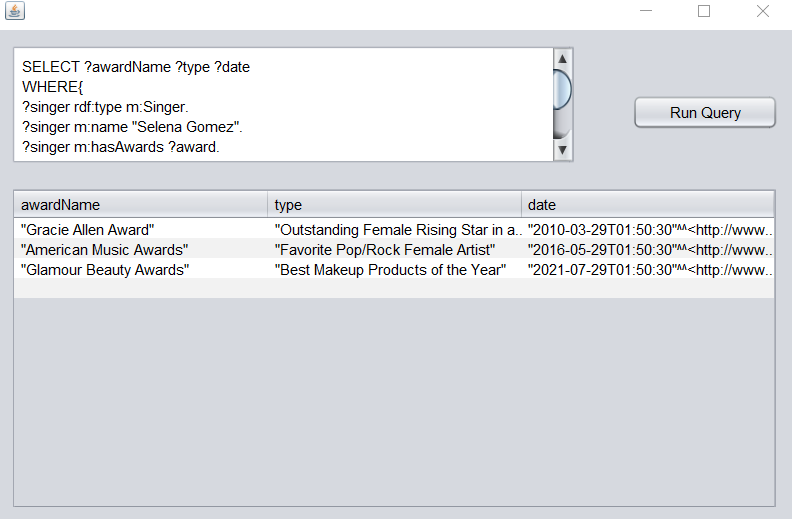 SELECT ?awardName ?type ?date
WHERE{
?singer rdf:type m:Singer.
?singer m:name "Selena Gomez".
?singer m:hasAwards ?award.
Run Query
awardName type date
"Gracie Allen Award" "Outstanding Female Rising Star in a... "2010-03-29T01:50:30"^^<http://www...
"American Music Awards" "Favorite Pop/Rock Female Artist" "2016-05-29T01:50:30"^^<http://www...
"Glamour Beauty Awards" "Best Makeup Products of the Year" "2021-07-29T01:50:30"^^<http://www...